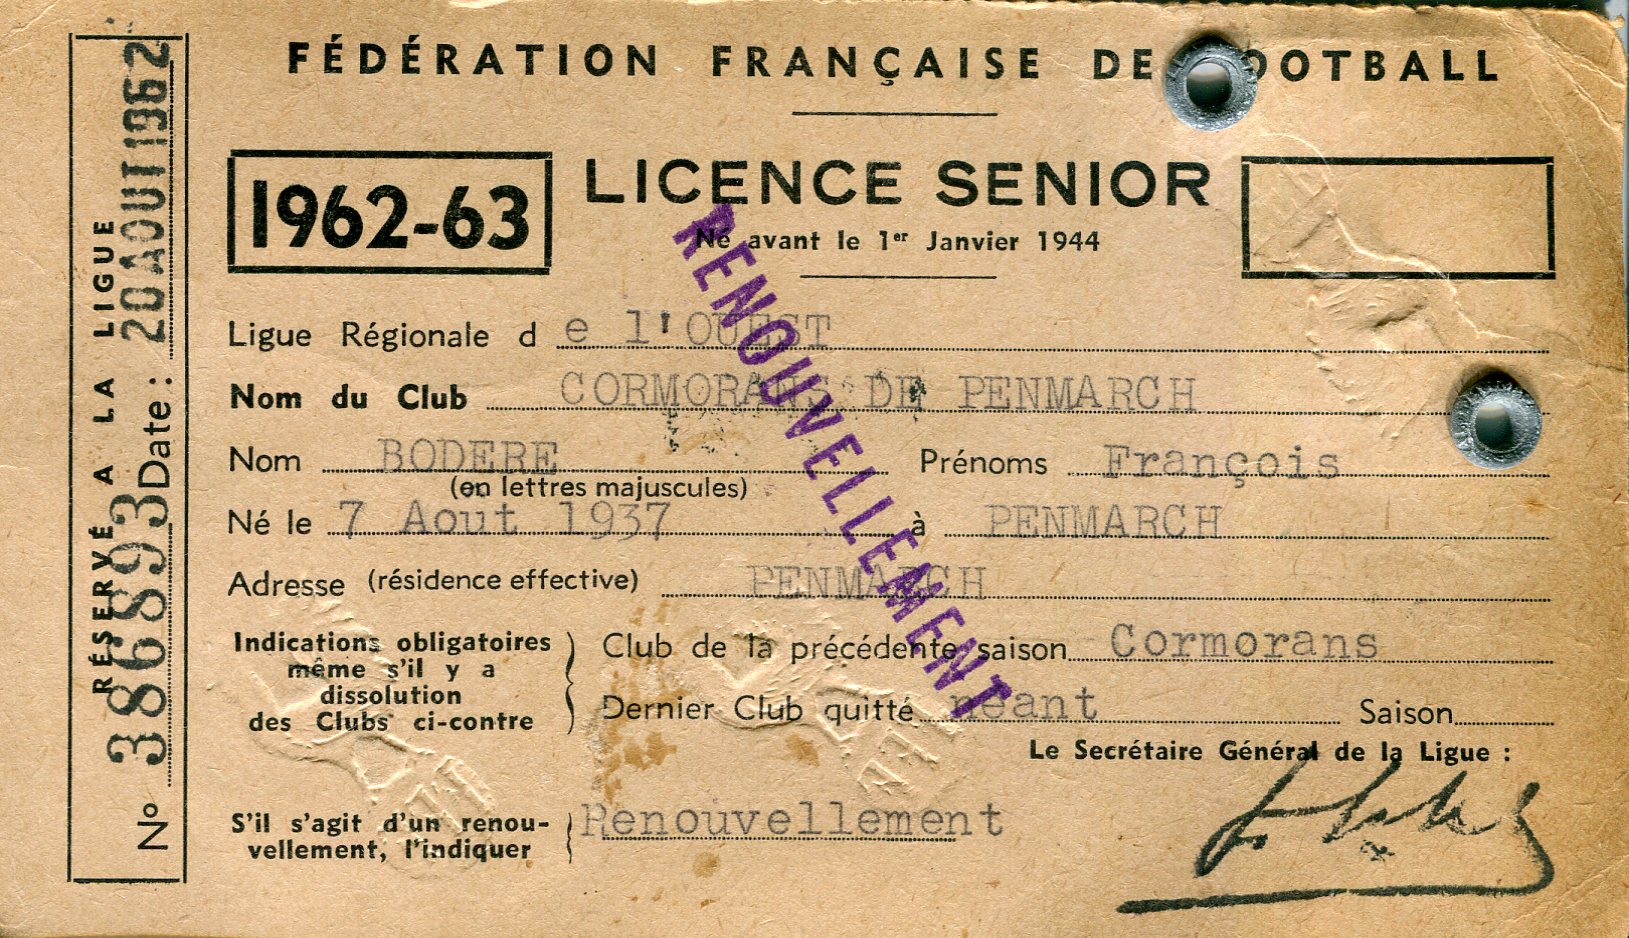 FÉDÉRATION FRANÇAISE DE FOOTBALL
1962-63
LICENCE SENIOR
Né avant le 1er Janvier 1944
RENOUVELLEMENT
Ligue Régionale d e l'OUEST
Nom du Club CORMORANS DE PENMARCH
Nom BODERE Prénoms François
(en lettres majuscules)
Né le 7 Aout 1937 à PENMARCH
Adresse (résidence effective) PENMARCH
Indications obligatoires
même s'il y a
dissolution
des Clubs ci-contre
Club de la précédente saison Cormorans
Dernier Club quitté néant Saison
Le Secrétaire Général de la Ligue :
S'il s'agit d'un renou-
vellement, l'indiquer
Renouvellement
RÉSERVÉ A LA LIGUE
No 386893 Date : 20 AOUT 1962